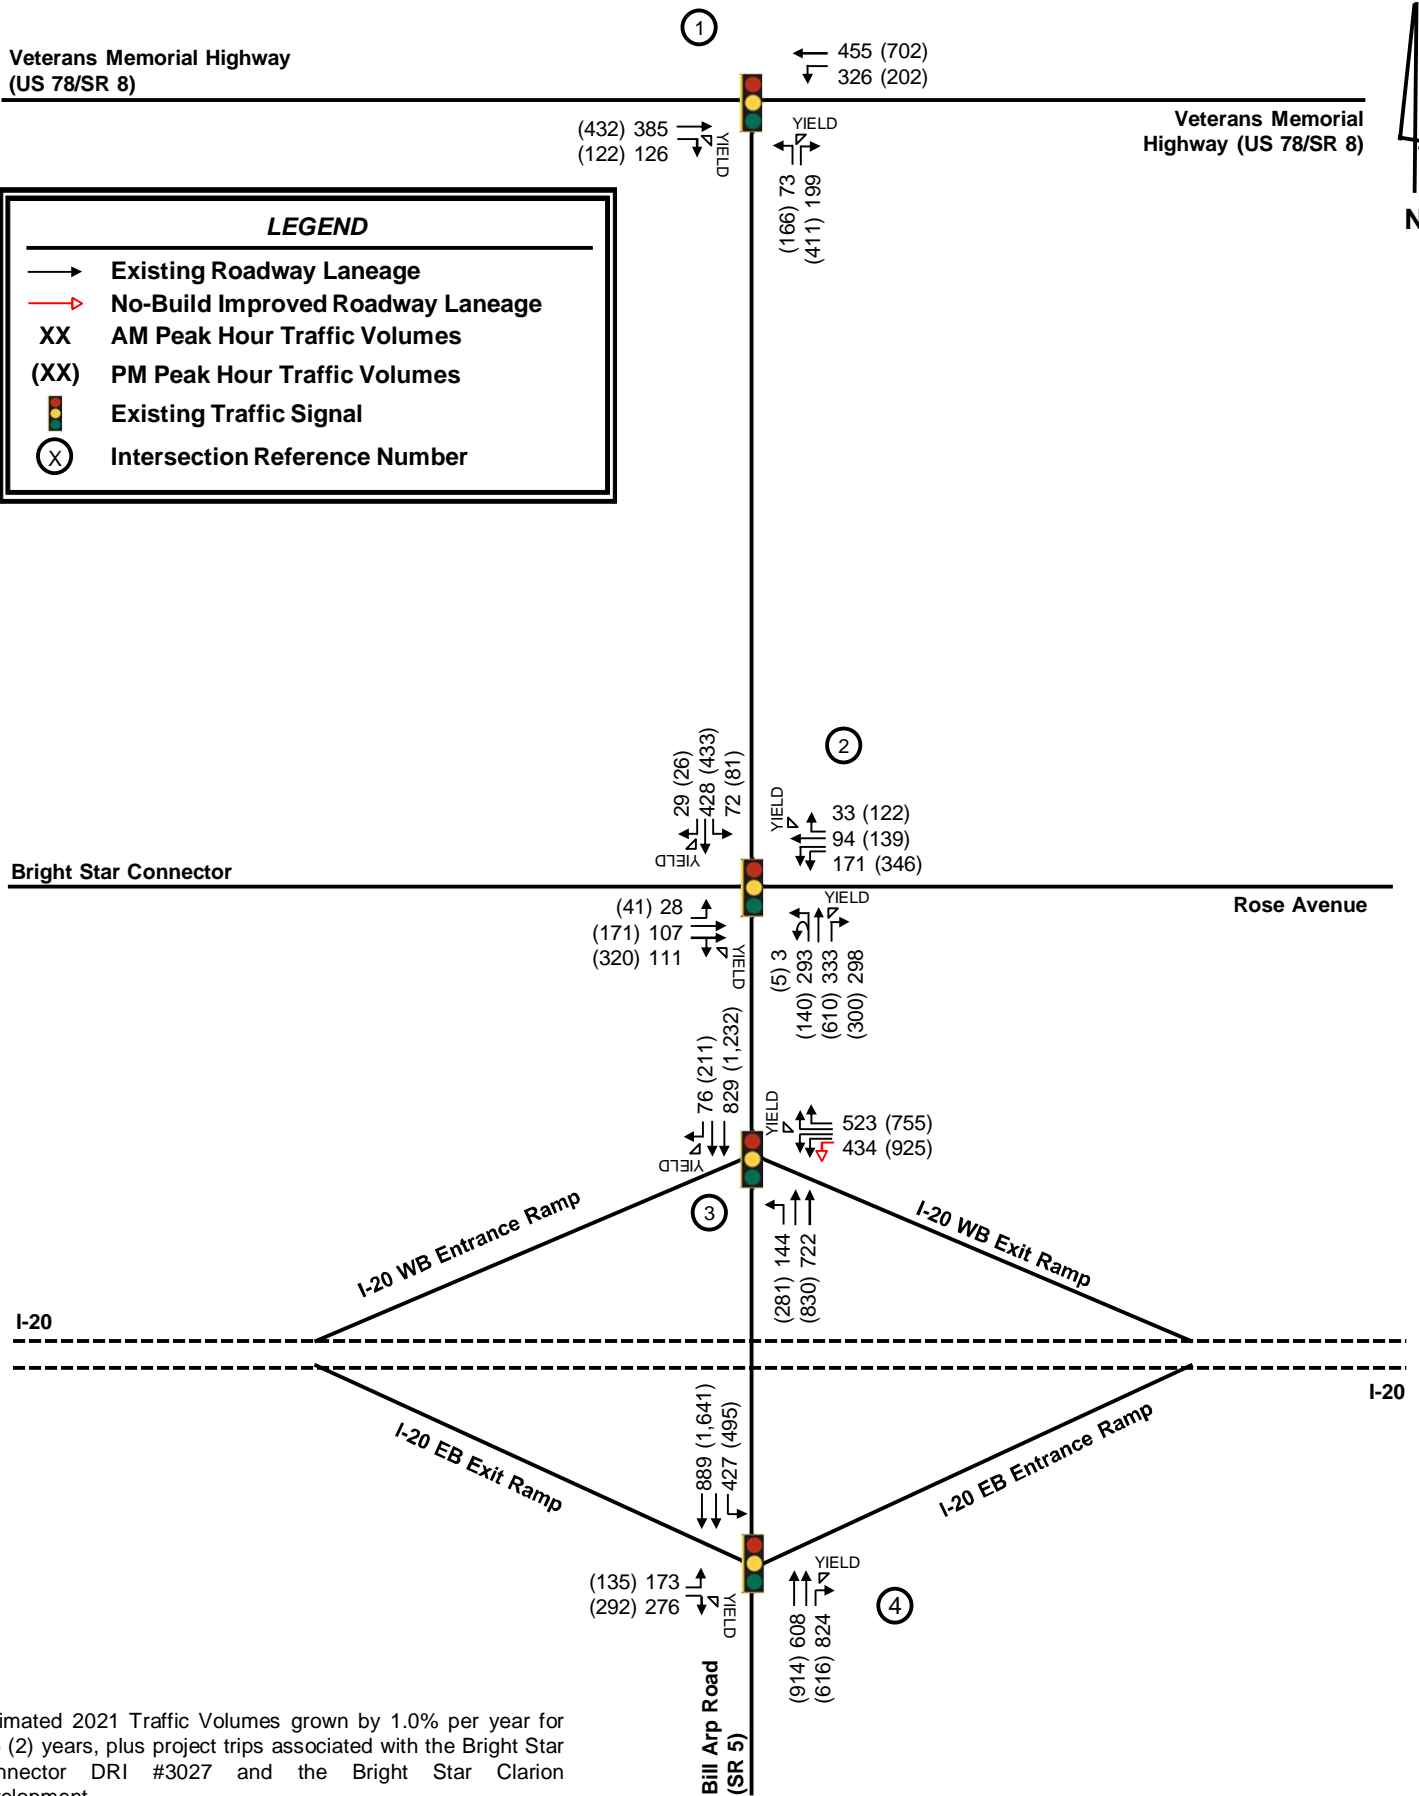 1
Veterans Memorial Highway
(US 78/SR 8)
455 (702)
326 (202)
Veterans Memorial
Highway (US 78/SR 8)
(432) 385
(122) 126
YIELD
YIELD
(166) 73
(411) 199
N
LEGEND
Existing Roadway Laneage
No-Build Improved Roadway Laneage
XX AM Peak Hour Traffic Volumes
(XX) PM Peak Hour Traffic Volumes
Existing Traffic Signal
X Intersection Reference Number
2
29 (26)
428 (433)
72 (81)
YIELD
YIELD
33 (122)
94 (139)
171 (346)
Bright Star Connector
Rose Avenue
(41) 28
(171) 107
(320) 111
YIELD
YIELD
(5) 3
(140) 293
(610) 333
(300) 298
76 (211)
829 (1,232)
YIELD
YIELD
523 (755)
434 (925)
3
(281) 144
(830) 722
I-20 WB Entrance Ramp
I-20 WB Exit Ramp
I-20
I-20
889 (1,641)
427 (495)
I-20 EB Exit Ramp
I-20 EB Entrance Ramp
(135) 173
(292) 276
YIELD
YIELD
(914) 608
(616) 824
4
Bill Arp Road
(SR 5)
imated 2021 Traffic Volumes grown by 1.0% per year for
(2) years, plus project trips associated with the Bright Star
nnector DRI #3027 and the Bright Star Clarion